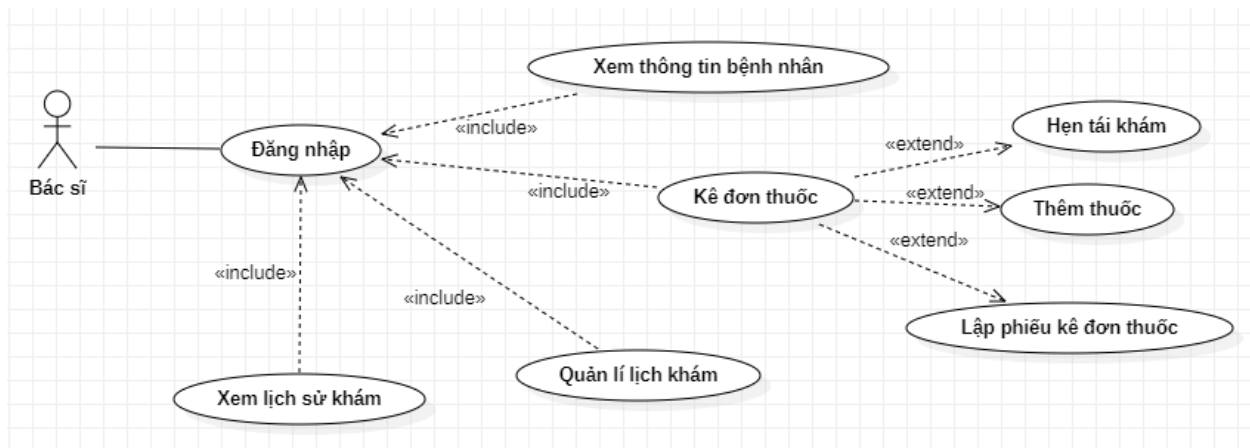 Xem thông tin bệnh nhân
«include»
Hẹn tái khám
«extend»
Đăng nhập
Bác sĩ
«include»
Kê đơn thuốc
«extend»
Thêm thuốc
«extend»
«include»
«include»
Lập phiếu kê đơn thuốc
Quản lí lịch khám
Xem lịch sử khám